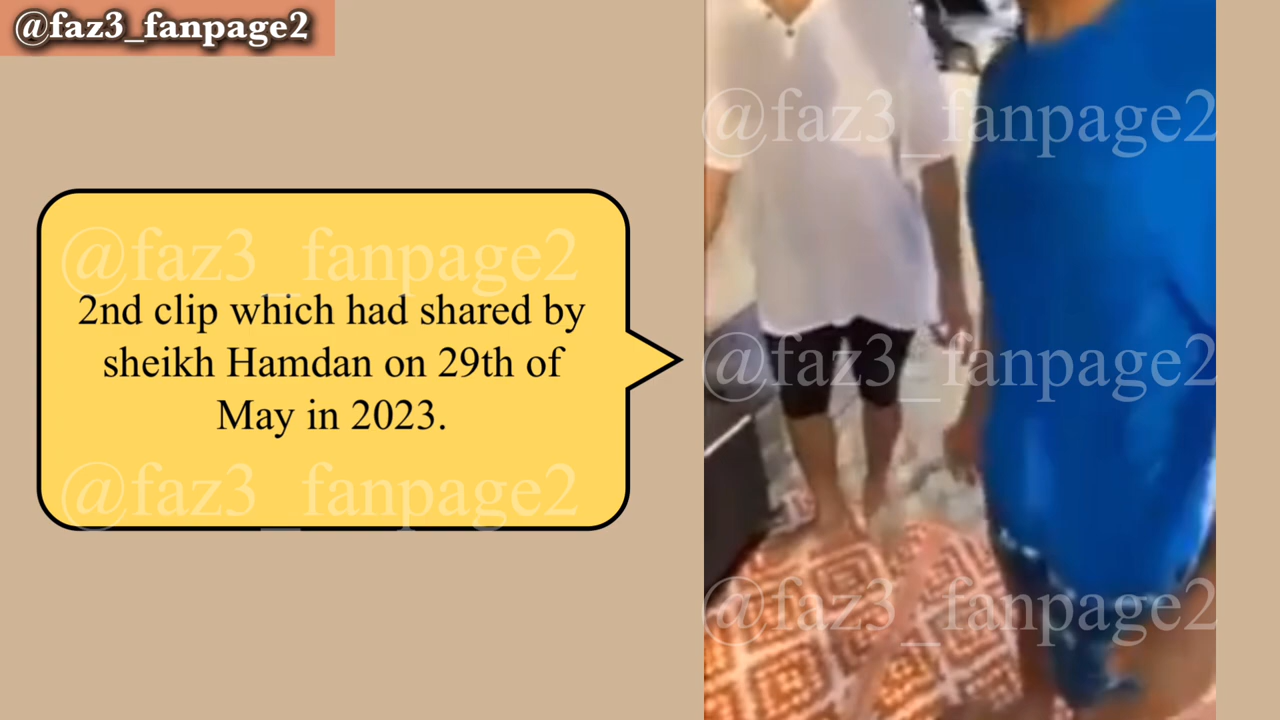 @faz3_fanpage2
@faz3_fanpage2
@faz3_fanpage2
2nd clip which had shared by
sheikh Hamdan on 29th of
May in 2023.
@faz3_fanpage2
@faz3_fanpage2
@faz3_fanpage2